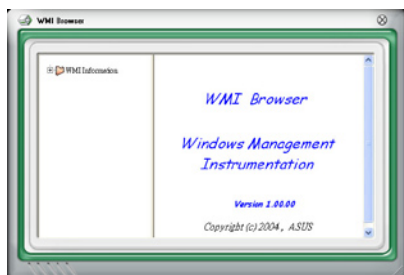 WMI Browser
WMI Information
WMI Browser
Windows Management
Instrumentation
Version 1.00.00
Copyright (c) 2004 , ASUS